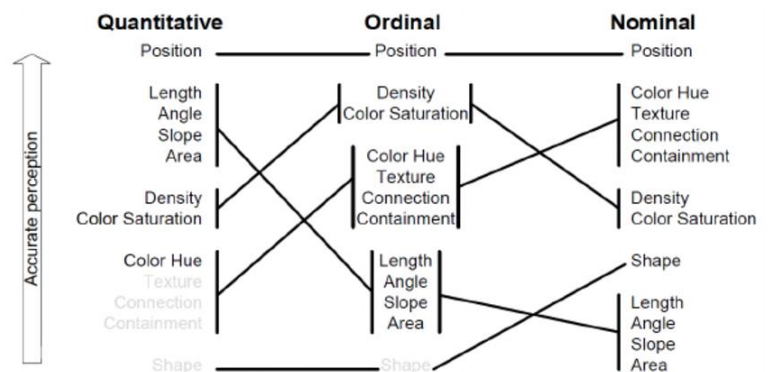 Quantitative Ordinal Nominal
Position Position Position
Accurate perception
Length
Angle
Slope
Area
Density
Color Saturation
Color Hue
Texture
Connection
Containment
Shape
Density
Color Saturation
Color Hue
Texture
Connection
Containment
Length
Angle
Slope
Area
Shape
Color Hue
Texture
Connection
Containment
Density
Color Saturation
Shape
Length
Angle
Slope
Area